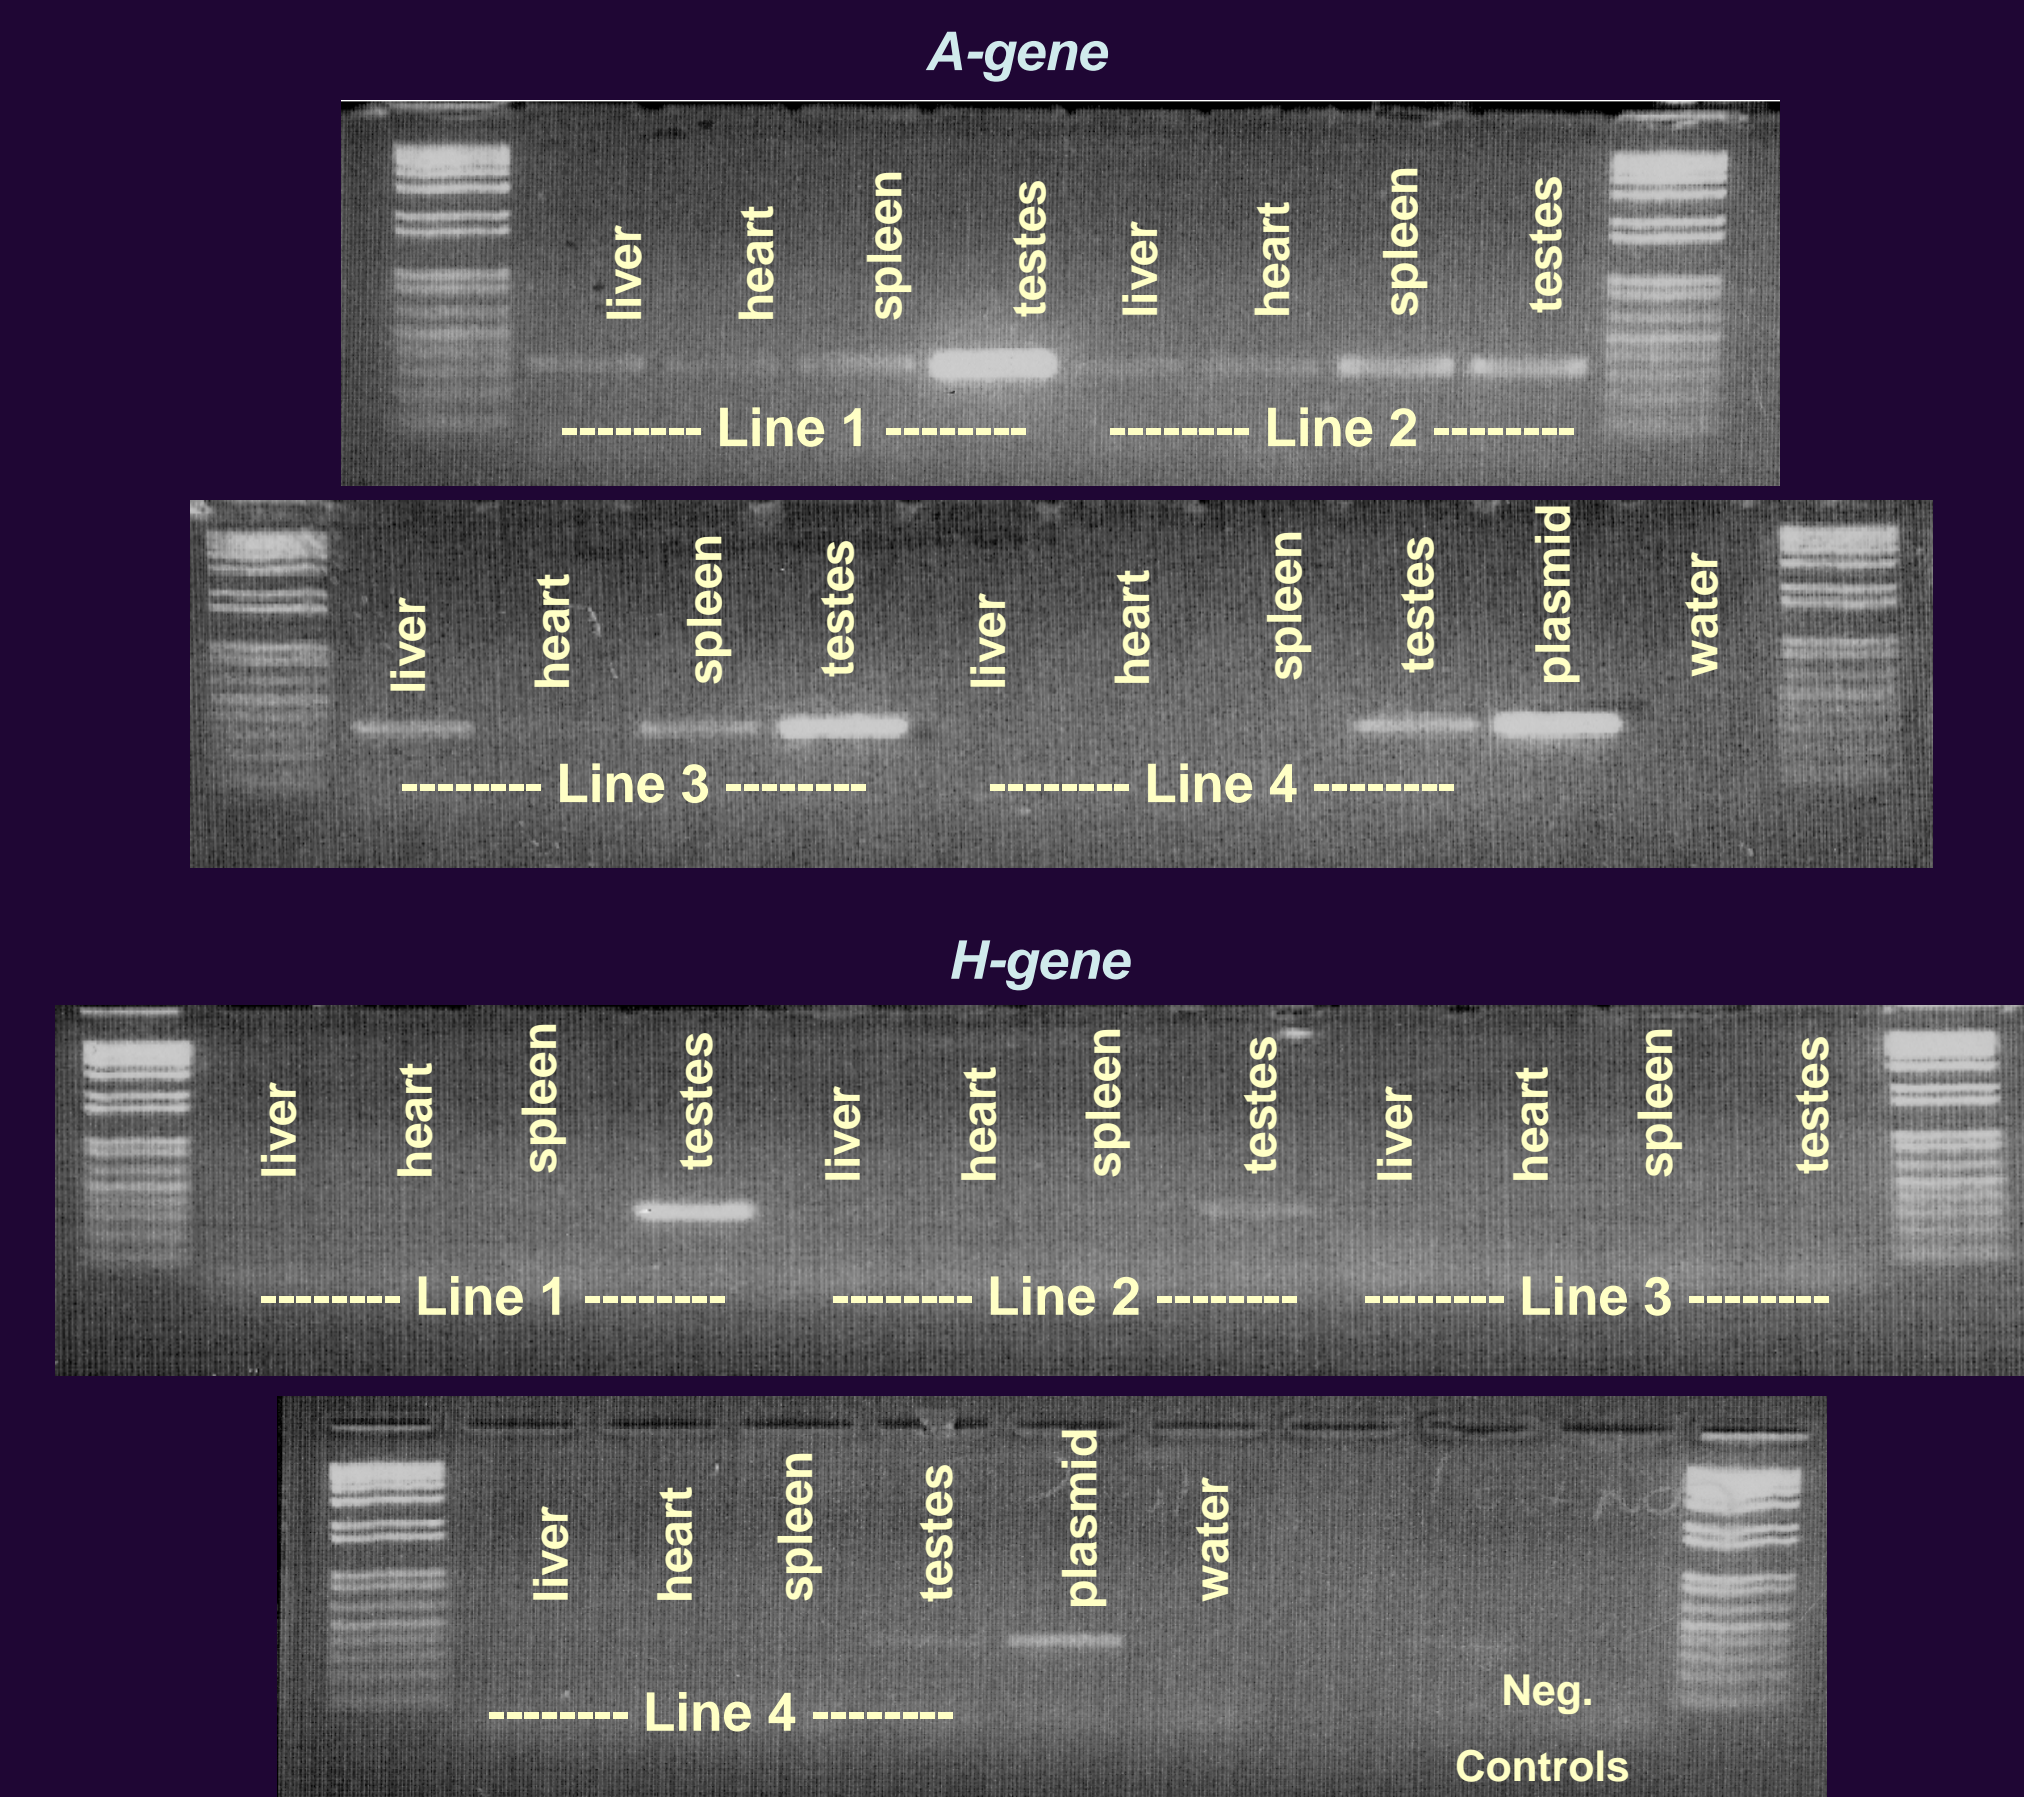 A-gene
liver heart spleen testes liver heart spleen testes
-------- Line 1 -------- -------- Line 2 --------
liver heart spleen testes liver heart spleen testes plasmid water
-------- Line 3 -------- -------- Line 4 --------
H-gene
liver heart spleen testes liver heart spleen testes liver heart spleen testes
-------- Line 1 -------- -------- Line 2 -------- -------- Line 3 --------
liver heart spleen testes plasmid water
-------- Line 4 --------
Neg.
Controls